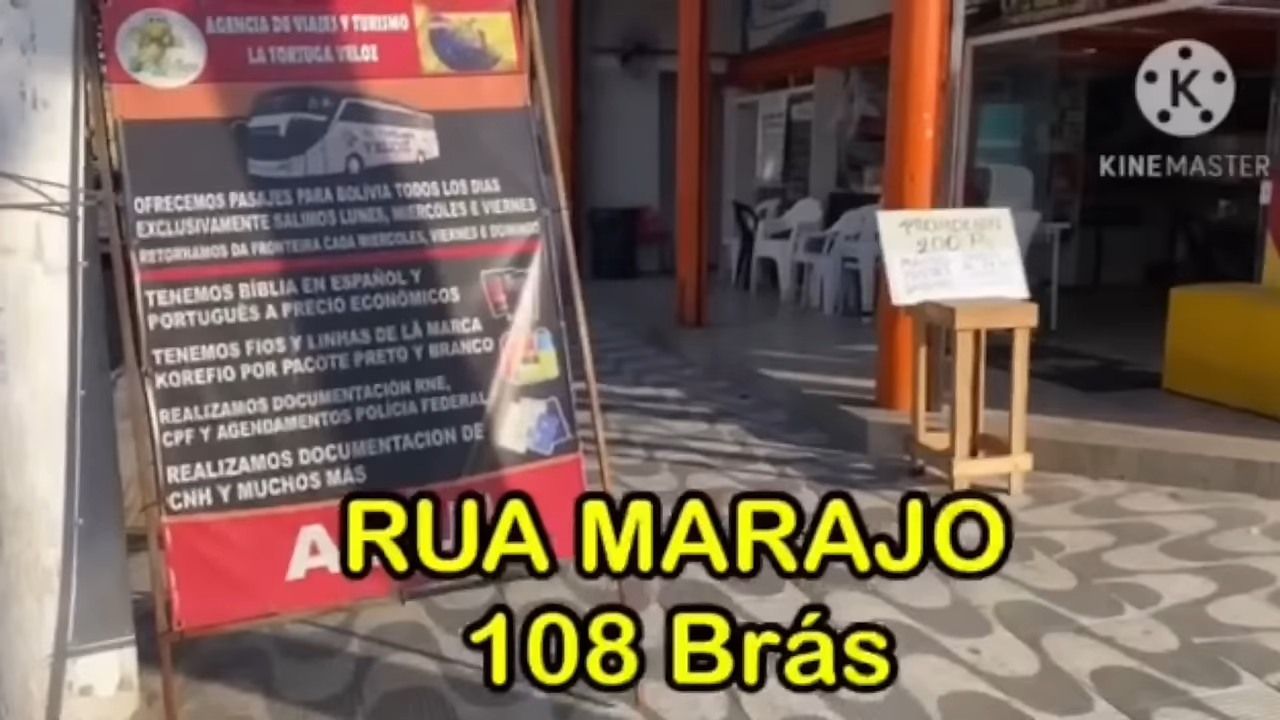 AGENCIA DE VIAJES Y TURISMO
LA TORTUGA VELOZ
OFRECEMOS PASAJES PARA BOLIVIA TODOS LOS DIAS
EXCLUSIVAMENTE SALIMOS LUNES, MIERCOLES E VIERNES
RETORNAMOS DA FRONTEIRA CADA MIERCOLES, VIERNES E DOMINGO
TENEMOS BÍBLIA EN ESPAÑOL Y
PORTUGUÊS A PRECIO ECONÓMICOS
TENEMOS FIOS Y LINHAS DE LÃ MARCA
KOREFIO POR PACOTE PRETO Y BRANCO
REALIZAMOS DOCUMENTACIÓN RNE,
CPF Y AGENDAMENTOS POLÍCIA FEDERAL
REALIZAMOS DOCUMENTACION DE
CNH Y MUCHOS MÁS
A
K
KINEMASTER
RUA MARAJO
108 Brás